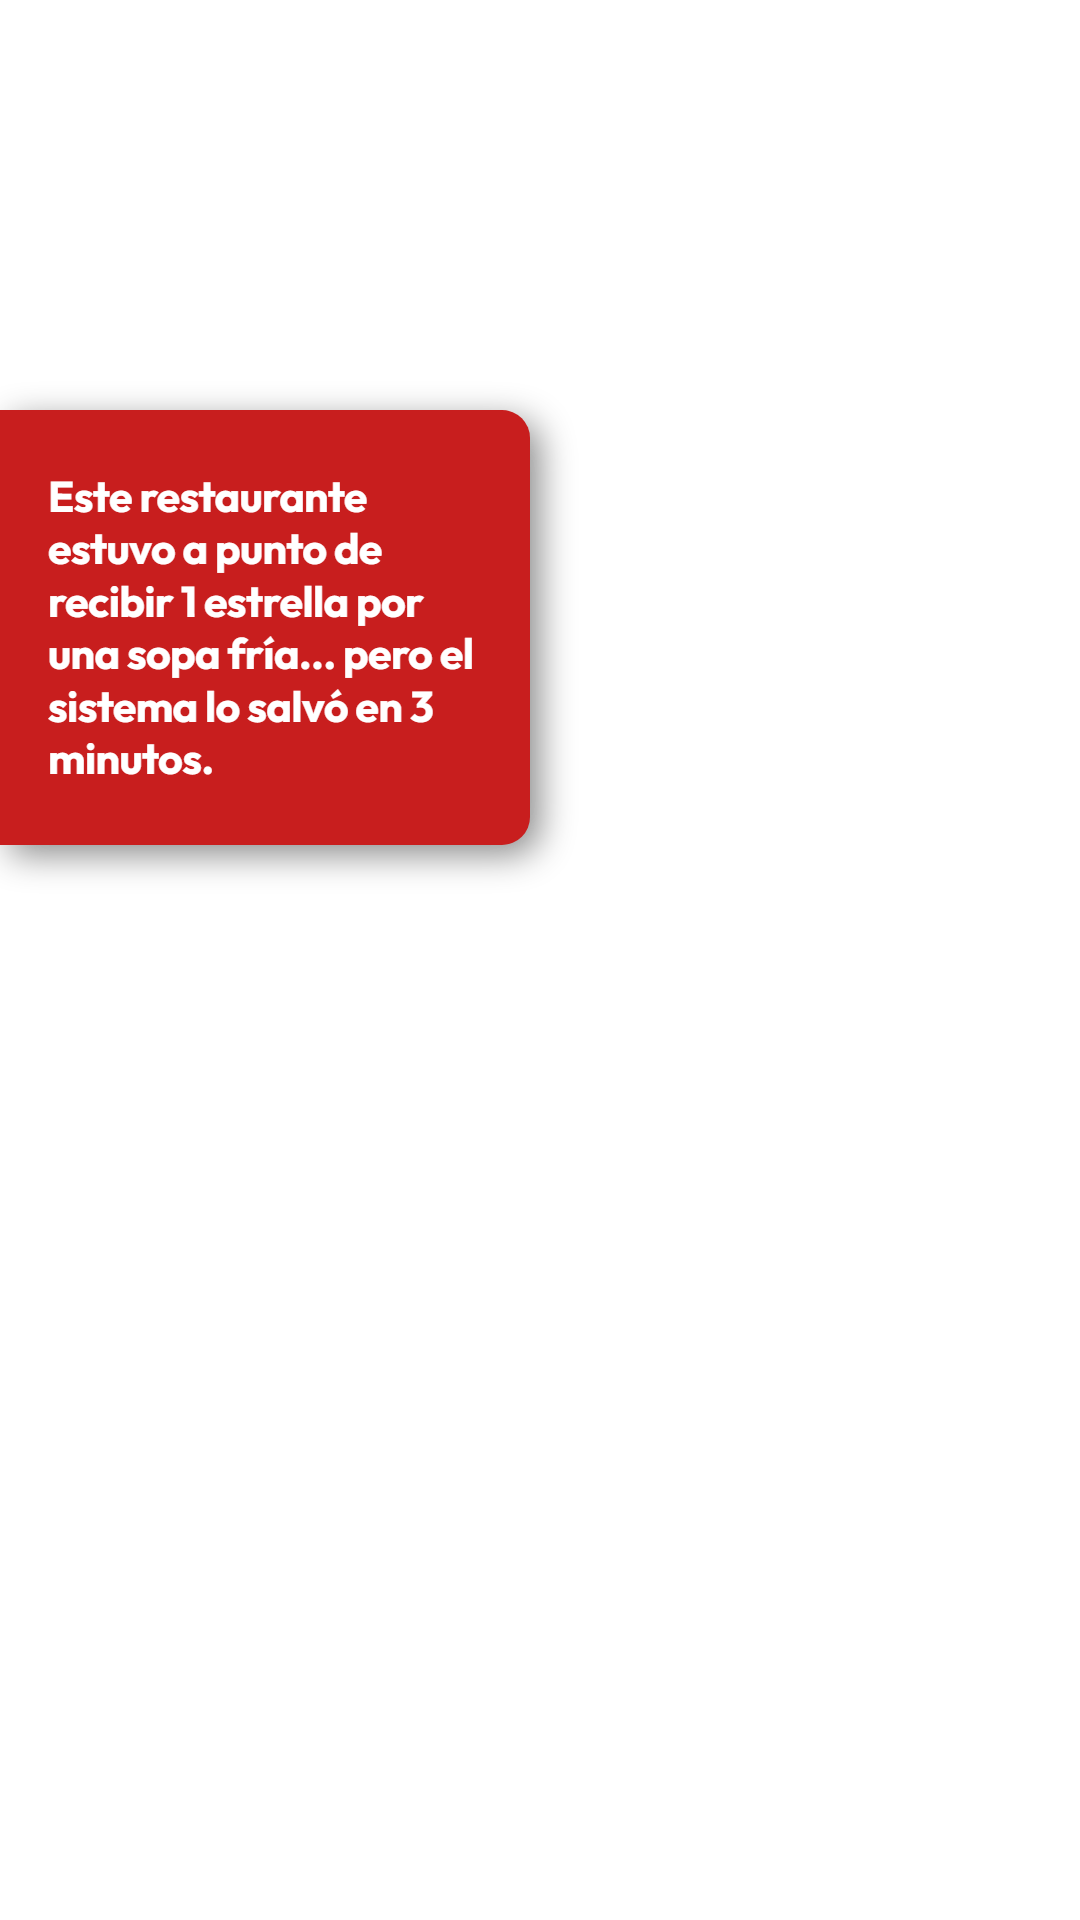 Este restaurante
estuvo a punto de
recibir 1 estrella por
una sopa fría... pero el
sistema lo salvó en 3
minutos.